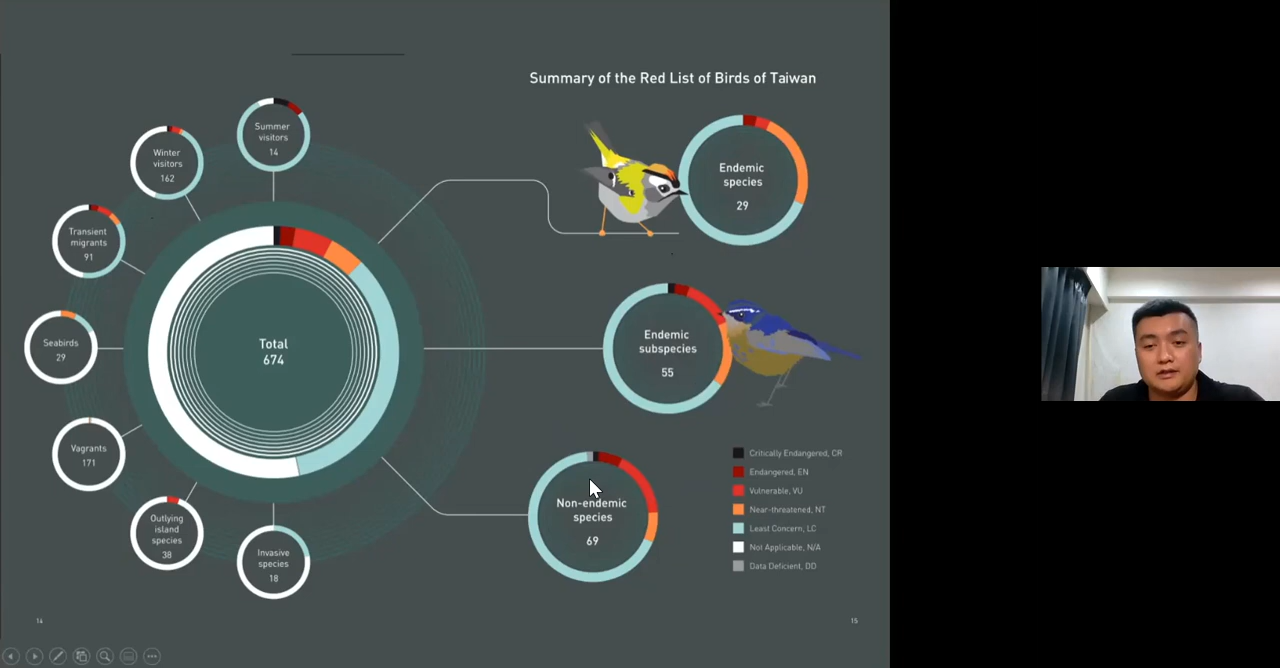 Summary of the Red List of Birds of Taiwan
Summer
visitors
14
Winter
visitors
162
Transient
migrants
91
Seabirds
29
Vagrants
171
Outlying
island
species
38
Invasive
species
18
Total
674
Endemic
species
29
Endemic
subspecies
55
Non-endemic
species
69
Critically Endangered, CR
Endangered, EN
Vulnerable, VU
Near-threatened, NT
Least Concern, LC
Not Applicable, N/A
Data Deficient, DD
14
15